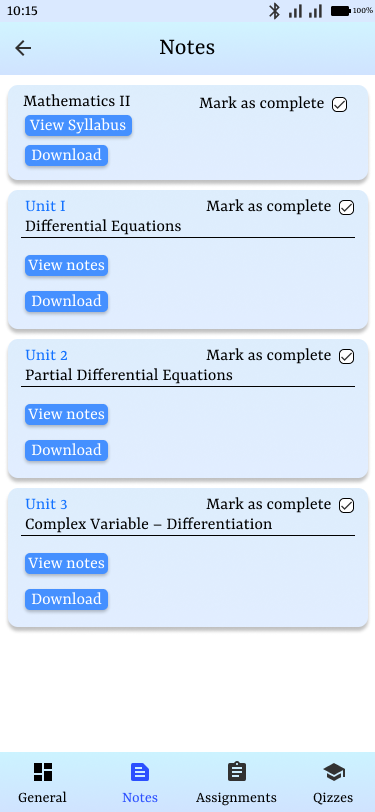 10:15
100%
Notes
Mathematics II
Mark as complete
View Syllabus
Download
Unit I
Mark as complete
Differential Equations
View notes
Download
Unit 2
Mark as complete
Partial Differential Equations
View notes
Download
Unit 3
Mark as complete
Complex Variable – Differentiation
View notes
Download
General
Notes
Assignments
Qizzes